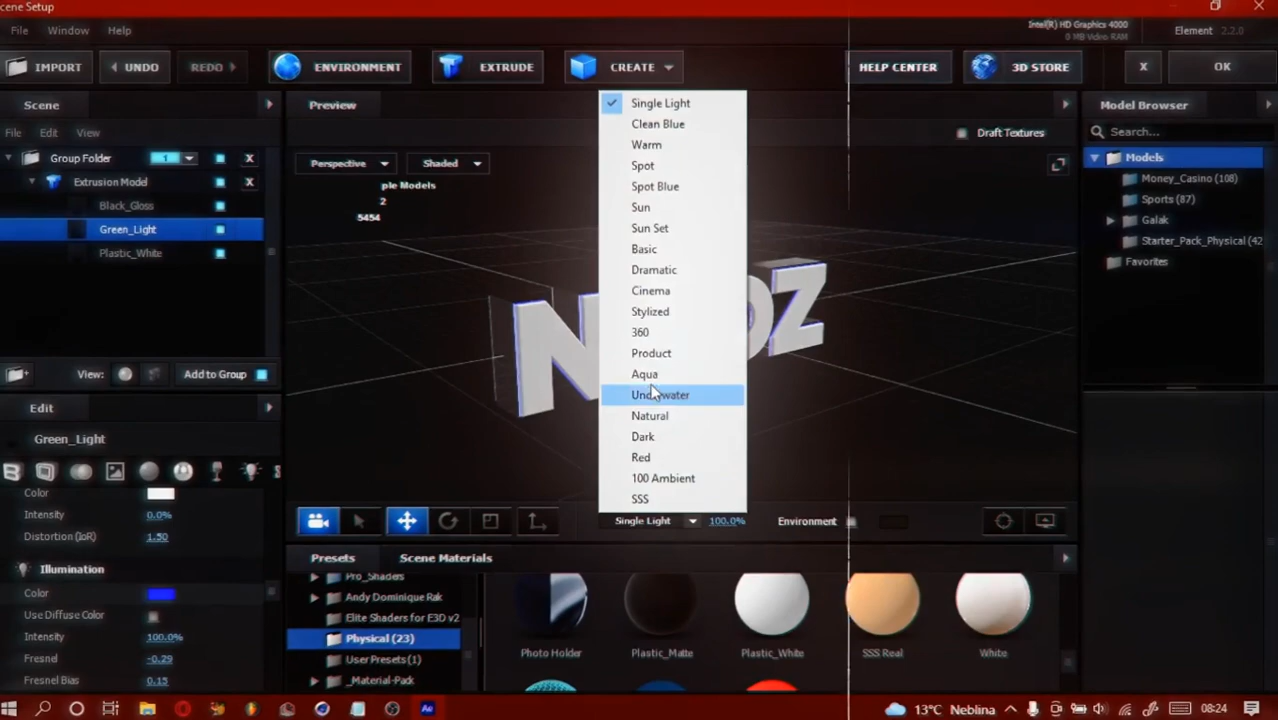 cene Setup
File Window Help
Intel(R) HD Graphics 4000
0 MB Video RAM
Element 2.2.0
IMPORT UNDO REDO ENVIRONMENT EXTRUDE CREATE HELP CENTER 3D STORE X OK
Scene
File Edit View
Group Folder 1 X
Extrusion Model X
Black_Gloss
Green_Light
Plastic_White
View: Add to Group
Edit
Green_Light
Color
Intensity 0.0%
Distortion (IoR) 1.50
Illumination
Color
Use Diffuse Color
Intensity 100.0%
Fresnel -0.29
Fresnel Bias 0.15
Preview
Draft Textures
Perspective Shaded
ple Models
2
5454
Single Light
Clean Blue
Warm
Spot
Spot Blue
Sun
Sun Set
Basic
Dramatic
Cinema
Stylized
360
Product
Aqua
Underwater
Natural
Dark
Red
100 Ambient
SSS
Single Light 100.0% Environment
Presets Scene Materials
Pro_Shaders
Andy Dominique Rak
Elite Shaders for E3D v2
Physical (23)
User Presets (1)
_Material-Pack
Photo Holder Plastic_Matte Plastic_White SSS Real White
Model Browser
Search...
Models
Money_Casino (108)
Sports (87)
Galak
Starter_Pack_Physical (42
Favorites
13°C Neblina 08:24